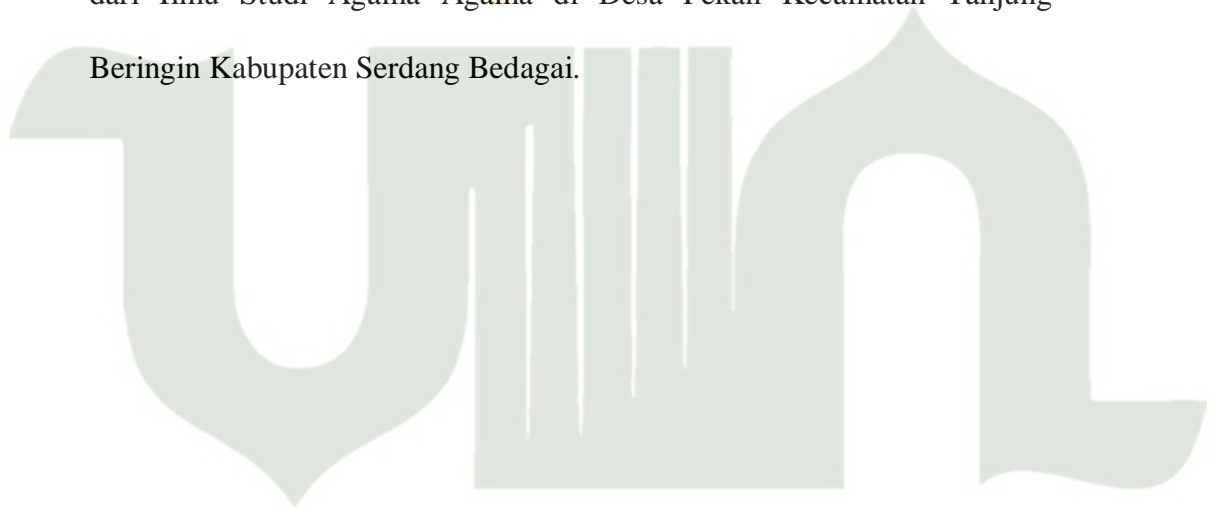 dari Ilmu Studi Agama Agama di Desa Pekan Kecamatan Tanjung
Beringin Kabupaten Serdang Bedagai.